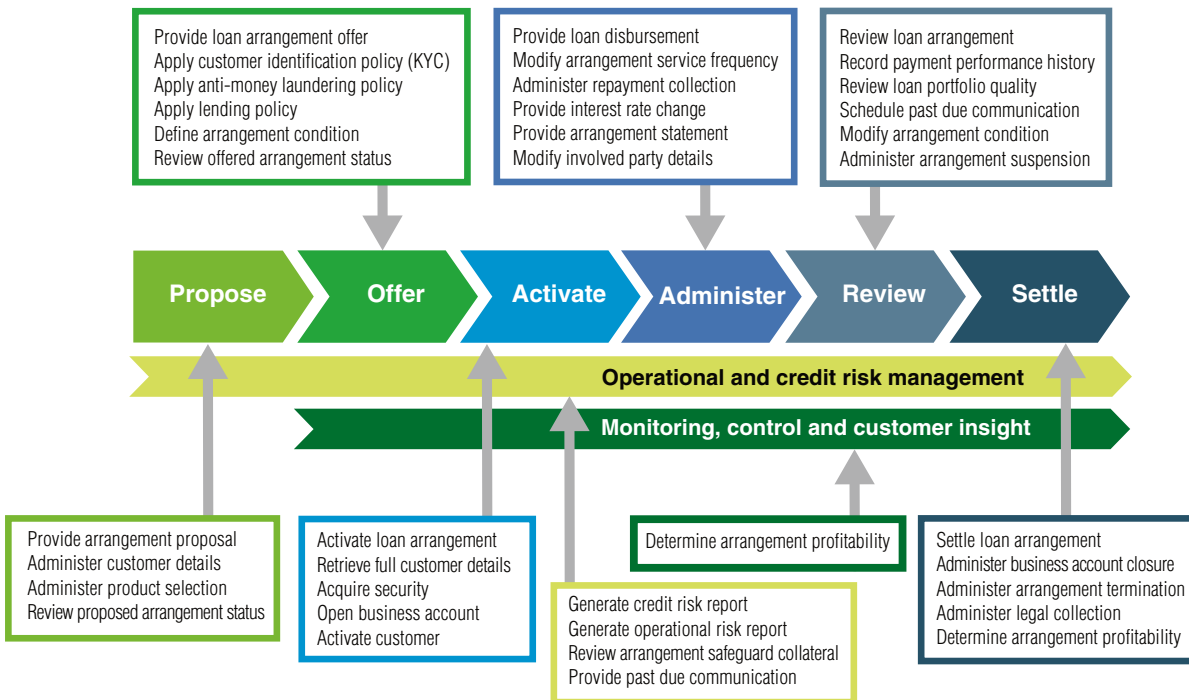 Provide loan arrangement offer
Apply customer identification policy (KYC)
Apply anti-money laundering policy
Apply lending policy
Define arrangement condition
Review offered arrangement status
Provide loan disbursement
Modify arrangement service frequency
Administer repayment collection
Provide interest rate change
Provide arrangement statement
Modify involved party details
Review loan arrangement
Record payment performance history
Review loan portfolio quality
Schedule past due communication
Modify arrangement condition
Administer arrangement suspension
Propose
Offer
Activate
Administer
Review
Settle
Operational and credit risk management
Monitoring, control and customer insight
Provide arrangement proposal
Administer customer details
Administer product selection
Review proposed arrangement status
Activate loan arrangement
Retrieve full customer details
Acquire security
Open business account
Activate customer
Generate credit risk report
Generate operational risk report
Review arrangement safeguard collateral
Provide past due communication
Determine arrangement profitability
Settle loan arrangement
Administer business account closure
Administer arrangement termination
Administer legal collection
Determine arrangement profitability